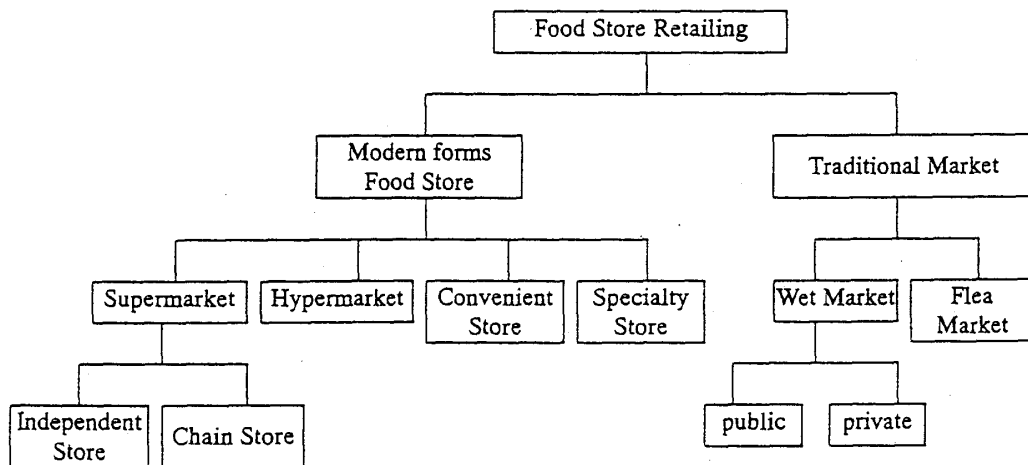 Food Store Retailing
Modern forms
Food Store
Traditional Market
Supermarket
Hypermarket
Convenient
Store
Specialty
Store
Wet Market
Flea
Market
Independent
Store
Chain Store
public
private